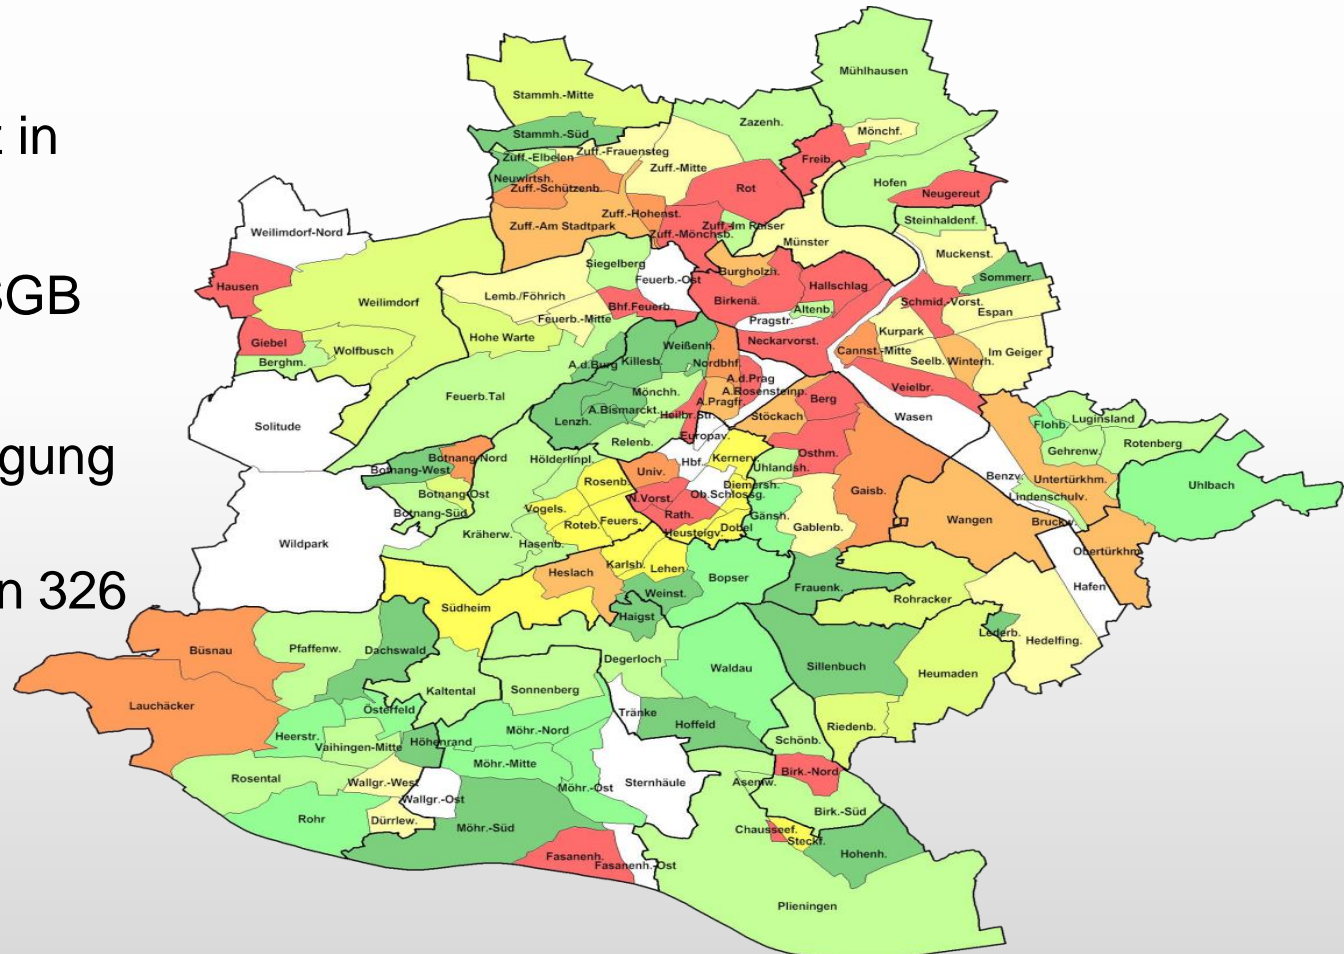 t in
SGB
gung
n 326
Mühlhausen
Stammh.-Mitte
Zazenh.
Mönchf.
Stammh.-Süd
Zuff.-Frauensteg
Zuff.-Elbelen
Freib.
Zuff.-Mitte
Neuwirtsh.
Zuff.-Schützenb.
Rot
Hofen
Neugereut
Zuff.-Hohenst.
Steinhaldenf.
Zuff.-Am Stadtpark
Zuff.-Im Raiser
Weilimdorf-Nord
Zuff.-Mönchsb.
Münster
Muckenst.
Siegelberg
Burgholzh.
Sommerr.
Feuerb.-Ost
Hausen
Hallschlag
Lemb./Föhrich
Birkenä.
Schmid.-Vorst.
Weilimdorf
Bhf.Feuerb.
Altenb.
Espan
Feuerb.-Mitte
Pragstr.
Kurpark
Hohe Warte
Neckarvorst.
Giebel
Weißenh.
Wolfbusch
Cannst.-Mitte
Im Geiger
Berghm.
A.d.Burg
Killesb.
Nordbhf.
Seelb.
Winterh.
A.d.Prag
Veielbr.
Feuerb.Tal
Mönchh.
A.Rosensteinp.
A.Pragfr.
Berg
A.Bismarckt.
Heilbr.Str.
Stöckach
Wasen
Luginsland
Solitude
Lenzh.
Flohb.
Europav.
Relenb.
Rotenberg
Gehrenw.
Botnang-Nord
Hölderlinpl.
Hbf.
Kernerv.
Osthm.
Botnang-West
Univ.
Uhlandsh.
Benzv.
Untertürkhm.
Rosenb.
Diemersh.
Uhlbach
Botnang-Ost
N.Vorst.
Ob.Schlossg.
Gaisb.
Lindenschulv.
Vogels.
Botnang-Süd
Rath.
Gänsh.
Wangen
Bruckw.
Roteb.
Feuers.
Gablenb.
Kräherw.
Heusteigv.
Dobel
Wildpark
Hasenb.
Obertürkhm.
Karlsh.
Lehen
Heslach
Bopser
Frauenk.
Hafen
Weinst.
Rohracker
Südheim
Haigst
Lederb.
Hedelfing.
Büsnau
Pfaffenw.
Dachswald
Degerloch
Waldau
Sillenbuch
Heumaden
Kaltental
Sonnenberg
Lauchäcker
Österfeld
Tränke
Hoffeld
Riedenb.
Heerstr.
Möhr.-Nord
Schönb.
Höhenrand
Vaihingen-Mitte
Möhr.-Mitte
Birk.-Nord
Rosental
Wallgr.-West
Sternhäule
Asemw.
Möhr.-Ost
Wallgr.-Ost
Birk.-Süd
Rohr
Dürrlew.
Möhr.-Süd
Chausseef.
Steckf.
Fasanenh.
Hohenh.
Fasanenh.-Ost
Plieningen